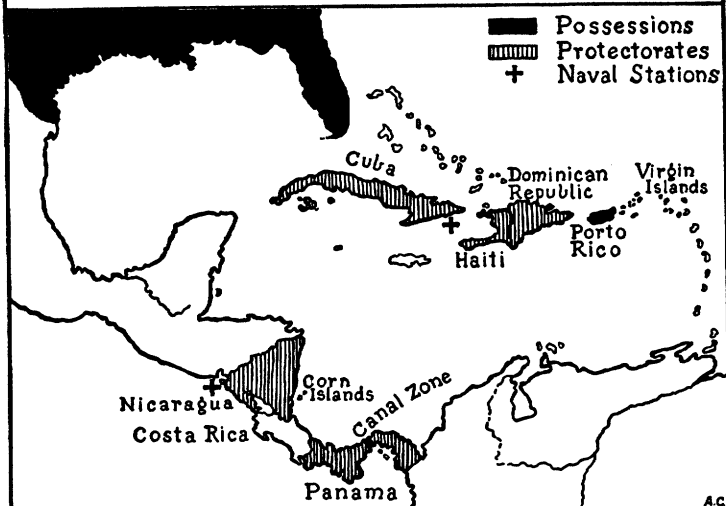 Possessions
Protectorates
Naval Stations
Cuba
Dominican
Republic
Virgin
Islands
Haiti
Porto
Rico
Corn
Islands
Nicaragua
Canal Zone
Costa Rica
Panama
A.C.